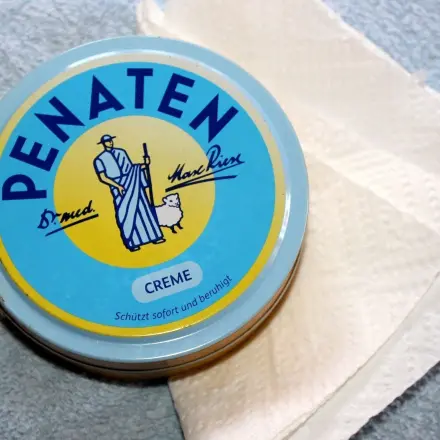 PENATEN
Dr. med. Max Riese
CREME
Schützt sofort und beruhigt